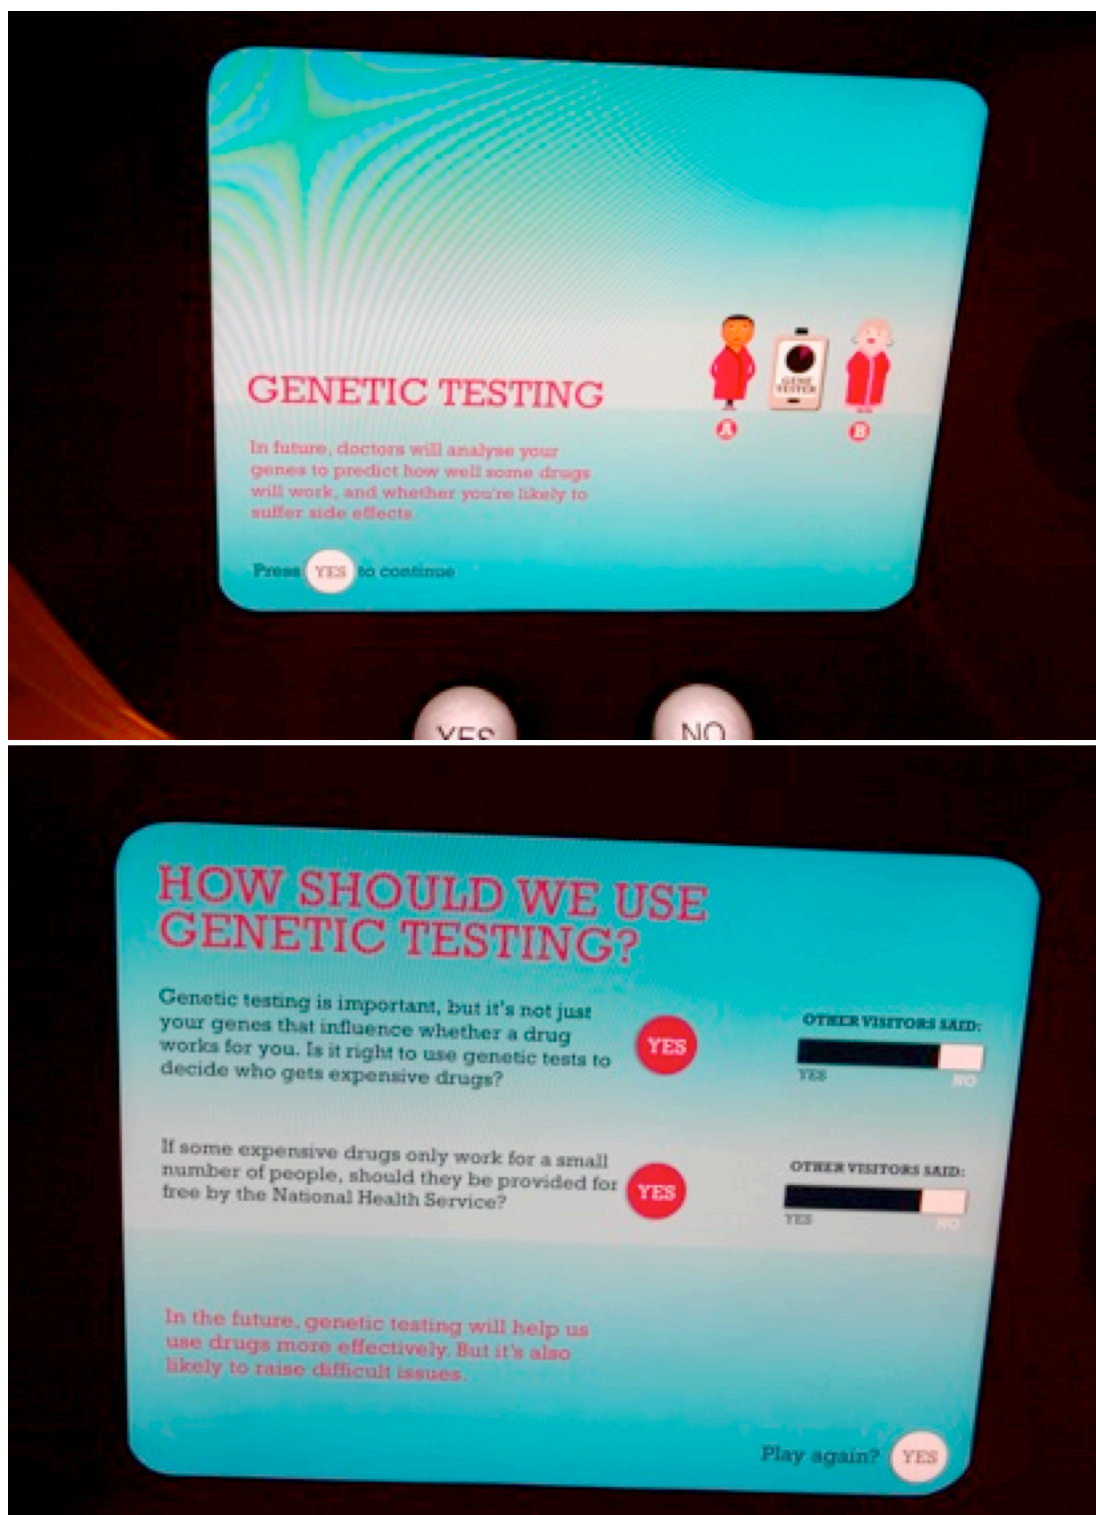 GENETIC TESTING
In future, doctors will analyse your
genes to predict how well some drugs
will work, and whether you're likely to
suffer side effects.
Press YES to continue
GENE
TESTER
A
B
YES
NO
HOW SHOULD WE USE
GENETIC TESTING?
Genetic testing is important, but it's not just
your genes that influence whether a drug
works for you. Is it right to use genetic tests to
decide who gets expensive drugs?
YES
OTHER VISITORS SAID:
YES
NO
If some expensive drugs only work for a small
number of people, should they be provided for
free by the National Health Service?
YES
OTHER VISITORS SAID:
YES
NO
In the future, genetic testing will help us
use drugs more effectively. But it's also
likely to raise difficult issues.
Play again? YES